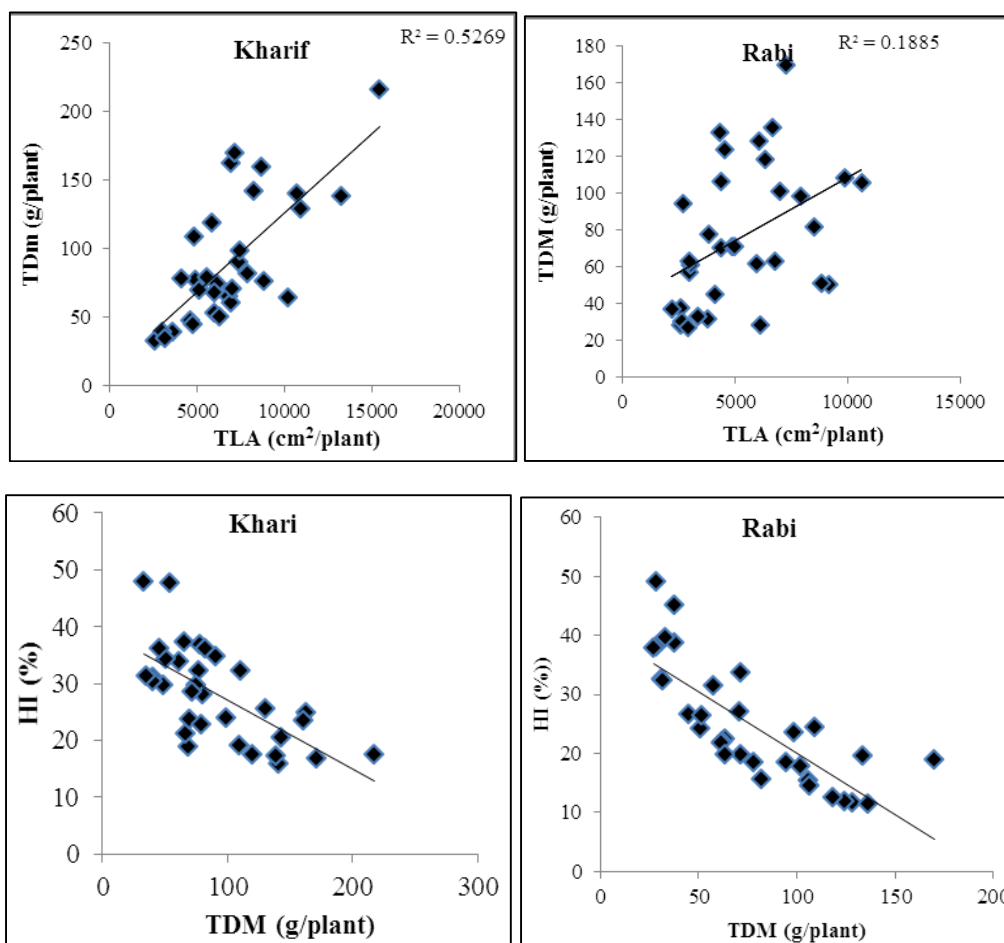 Kharif
R² = 0.5269
250
200
150
100
50
0
TDm (g/plant)
0 5000 10000 15000 20000
TLA (cm²/plant)
Rabi
R² = 0.1885
180
160
140
120
100
80
60
40
20
0
TDM (g/plant)
0 5000 10000 15000
TLA (cm²/plant)
Khari
60
50
40
30
20
10
0
HI (%)
0 100 200 300
TDM (g/plant)
Rabi
60
50
40
30
20
10
0
HI (%))
0 50 100 150 200
TDM (g/plant)